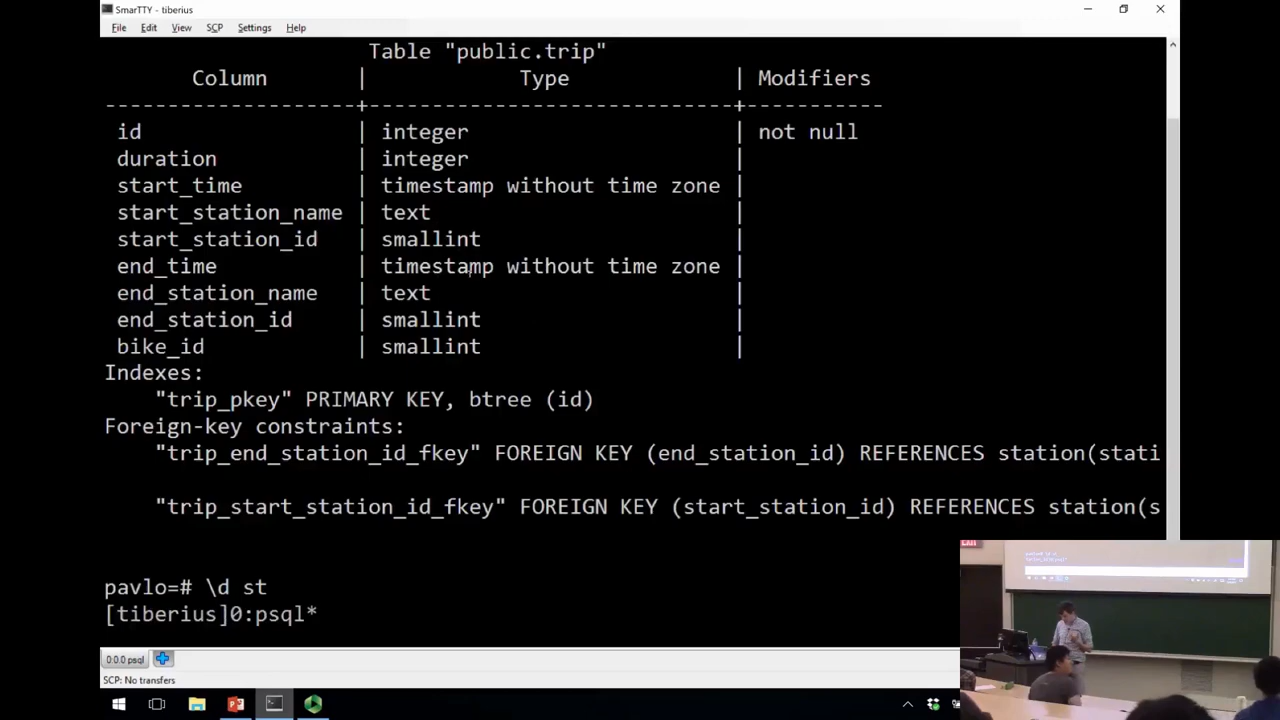 SmarTTY - tiberius
File Edit View SCP Settings Help
Table "public.trip"
Column | Type | Modifiers
--------------------+-----------------------------+-----------
id | integer | not null
duration | integer |
start_time | timestamp without time zone |
start_station_name | text |
start_station_id | smallint |
end_time | timestamp without time zone |
end_station_name | text |
end_station_id | smallint |
bike_id | smallint |
Indexes:
"trip_pkey" PRIMARY KEY, btree (id)
Foreign-key constraints:
"trip_end_station_id_fkey" FOREIGN KEY (end_station_id) REFERENCES station(stati
"trip_start_station_id_fkey" FOREIGN KEY (start_station_id) REFERENCES station(s
EXIT
pavlo=# \d st
[tiberius]0:psql*
0:0.0 psql
SCP: No transfers